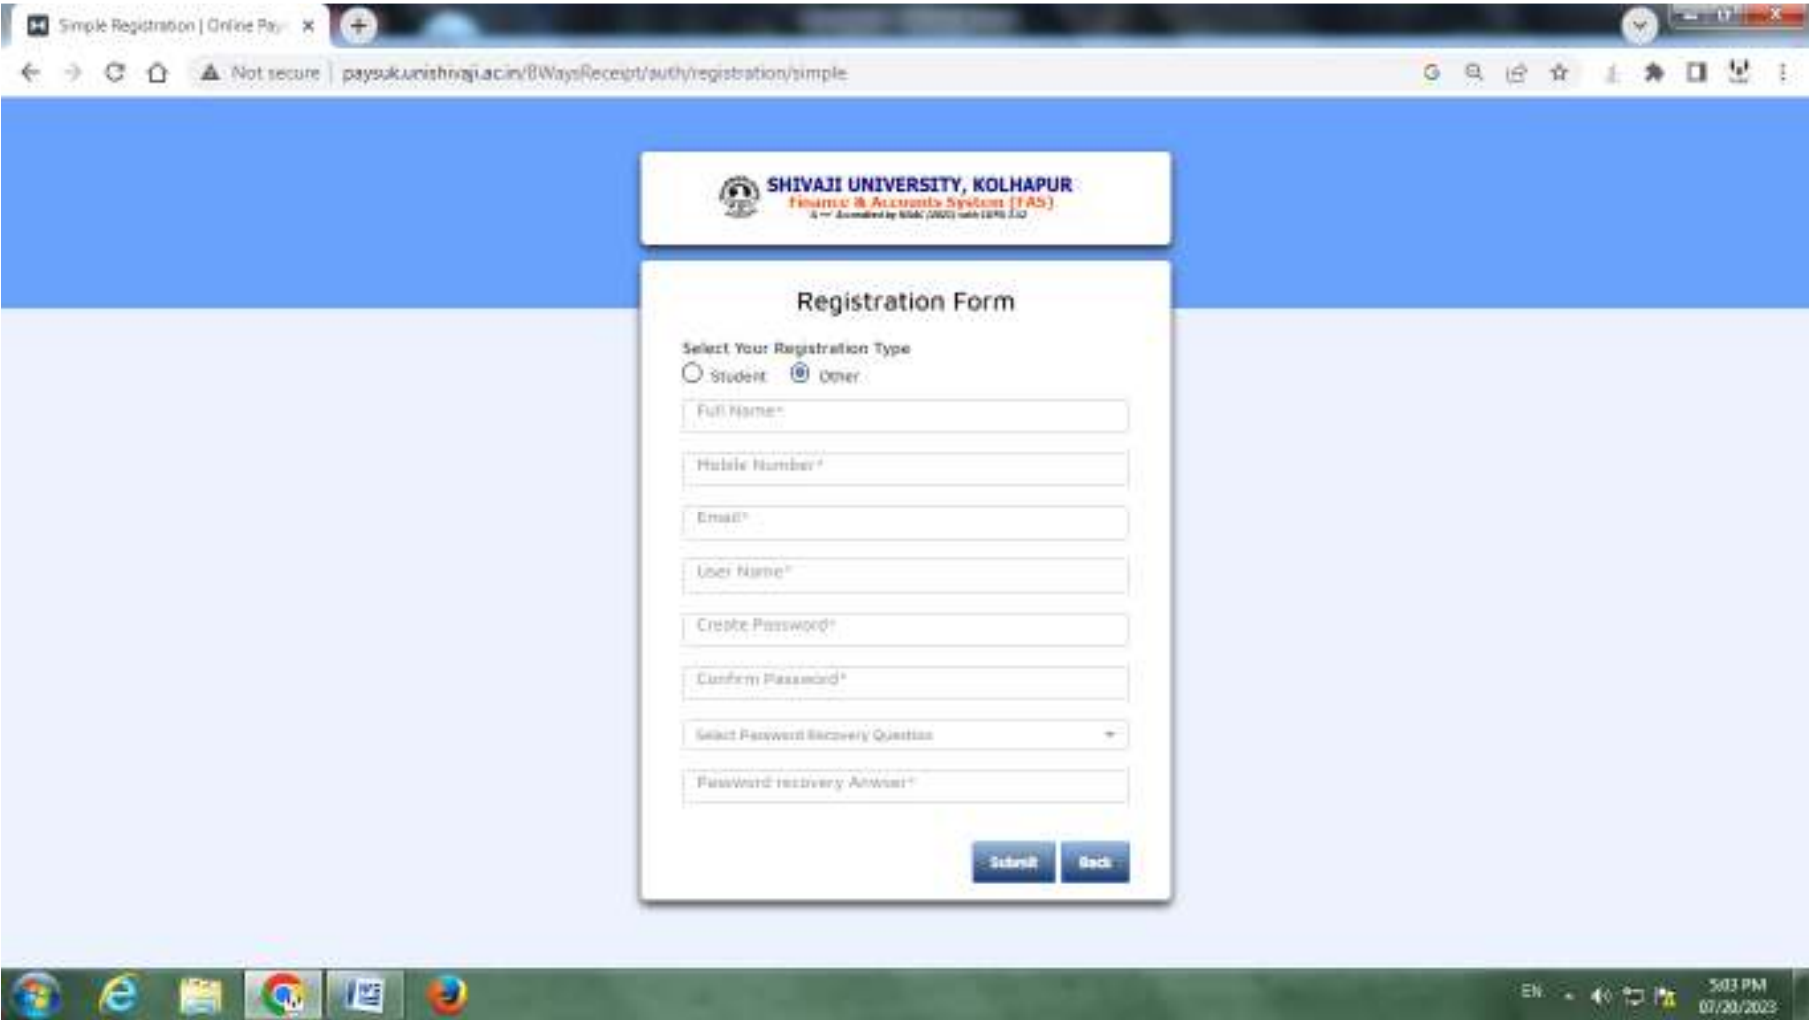 Simple Registration | Online Pay
Not secure | paysuk.unishivaji.ac.in/BWaysReceipt/auth/registration/simple
SHIVAJI UNIVERSITY, KOLHAPUR
Finance & Accounts System (FAS)
Registration Form
Select Your Registration Type
Student Other
Full Name*
Mobile Number*
Email*
User Name*
Create Password*
Confirm Password*
Select Password Recovery Question
Password recovery Answer*
Submit Back
EN
5:03 PM
07/20/2023